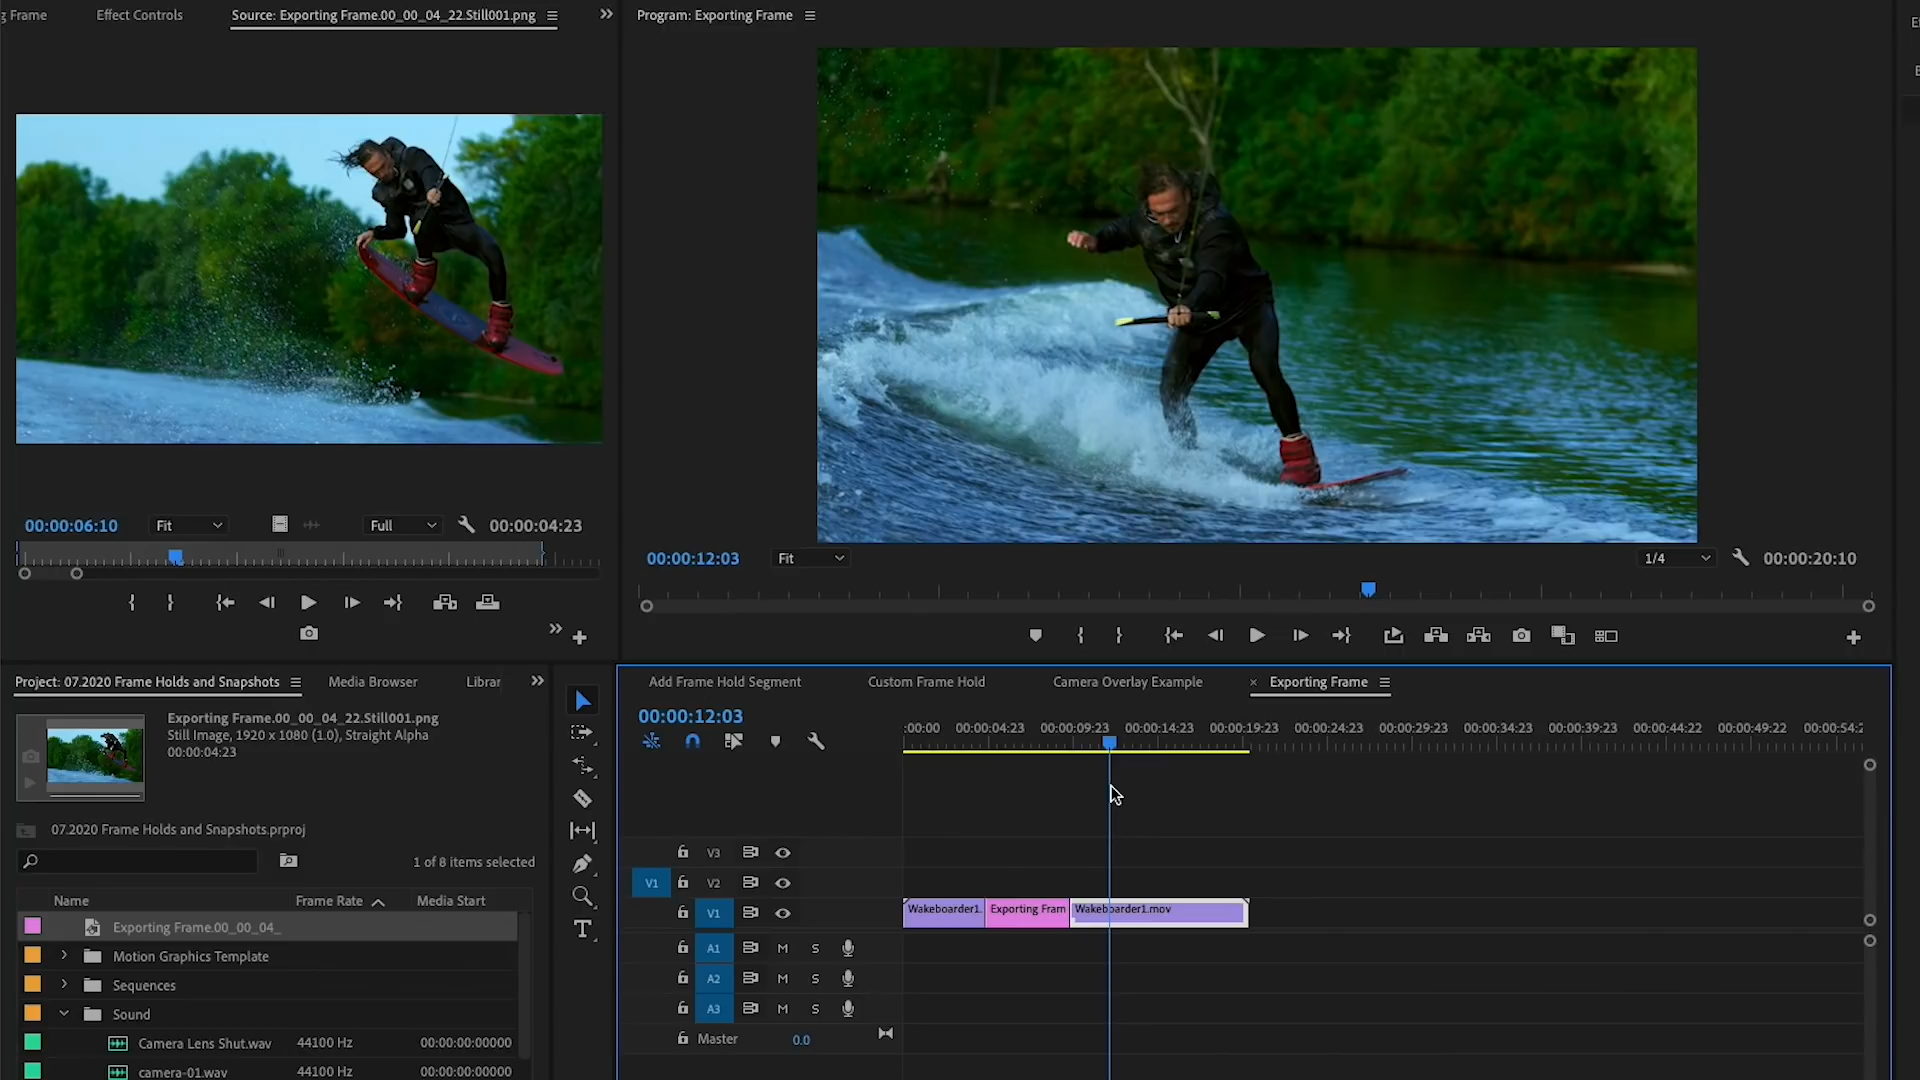 g Frame
Effect Controls
Source: Exporting Frame.00_00_04_22.Still001.png
Program: Exporting Frame
00:00:06:10
Fit
Full
00:00:04:23
00:00:12:03
Fit
1/4
00:00:20:10
Project: 07.2020 Frame Holds and Snapshots
Media Browser
Librar
Exporting Frame.00_00_04_22.Still001.png
Still Image, 1920 x 1080 (1.0), Straight Alpha
00:00:04:23
07.2020 Frame Holds and Snapshots.prproj
1 of 8 items selected
Name
Frame Rate
Media Start
Exporting Frame.00_00_04_
Motion Graphics Template
Sequences
Sound
Camera Lens Shut.wav
44100 Hz
00:00:00:00000
camera-01.wav
44100 Hz
00:00:00:00000
Add Frame Hold Segment
Custom Frame Hold
Camera Overlay Example
Exporting Frame
00:00:12:03
:00:00
00:00:04:23
00:00:09:23
00:00:14:23
00:00:19:23
00:00:24:23
00:00:29:23
00:00:34:23
00:00:39:23
00:00:44:22
00:00:49:22
00:00:54:2
V3
V1
V2
V1
Wakeboarder1.
Exporting Fram
Wakeboarder1.mov
A1
M
S
A2
M
S
A3
M
S
Master
0.0